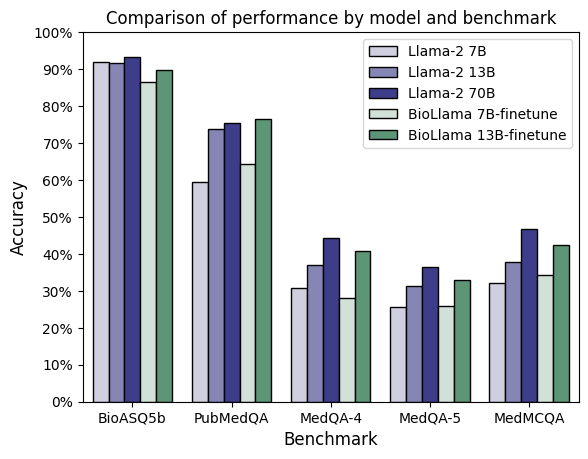 Comparison of performance by model and benchmark
Llama-2 7B
Llama-2 13B
Llama-2 70B
BioLlama 7B-finetune
BioLlama 13B-finetune
Accuracy
100%
90%
80%
70%
60%
50%
40%
30%
20%
10%
0%
BioASQ5b PubMedQA MedQA-4 MedQA-5 MedMCQA
Benchmark